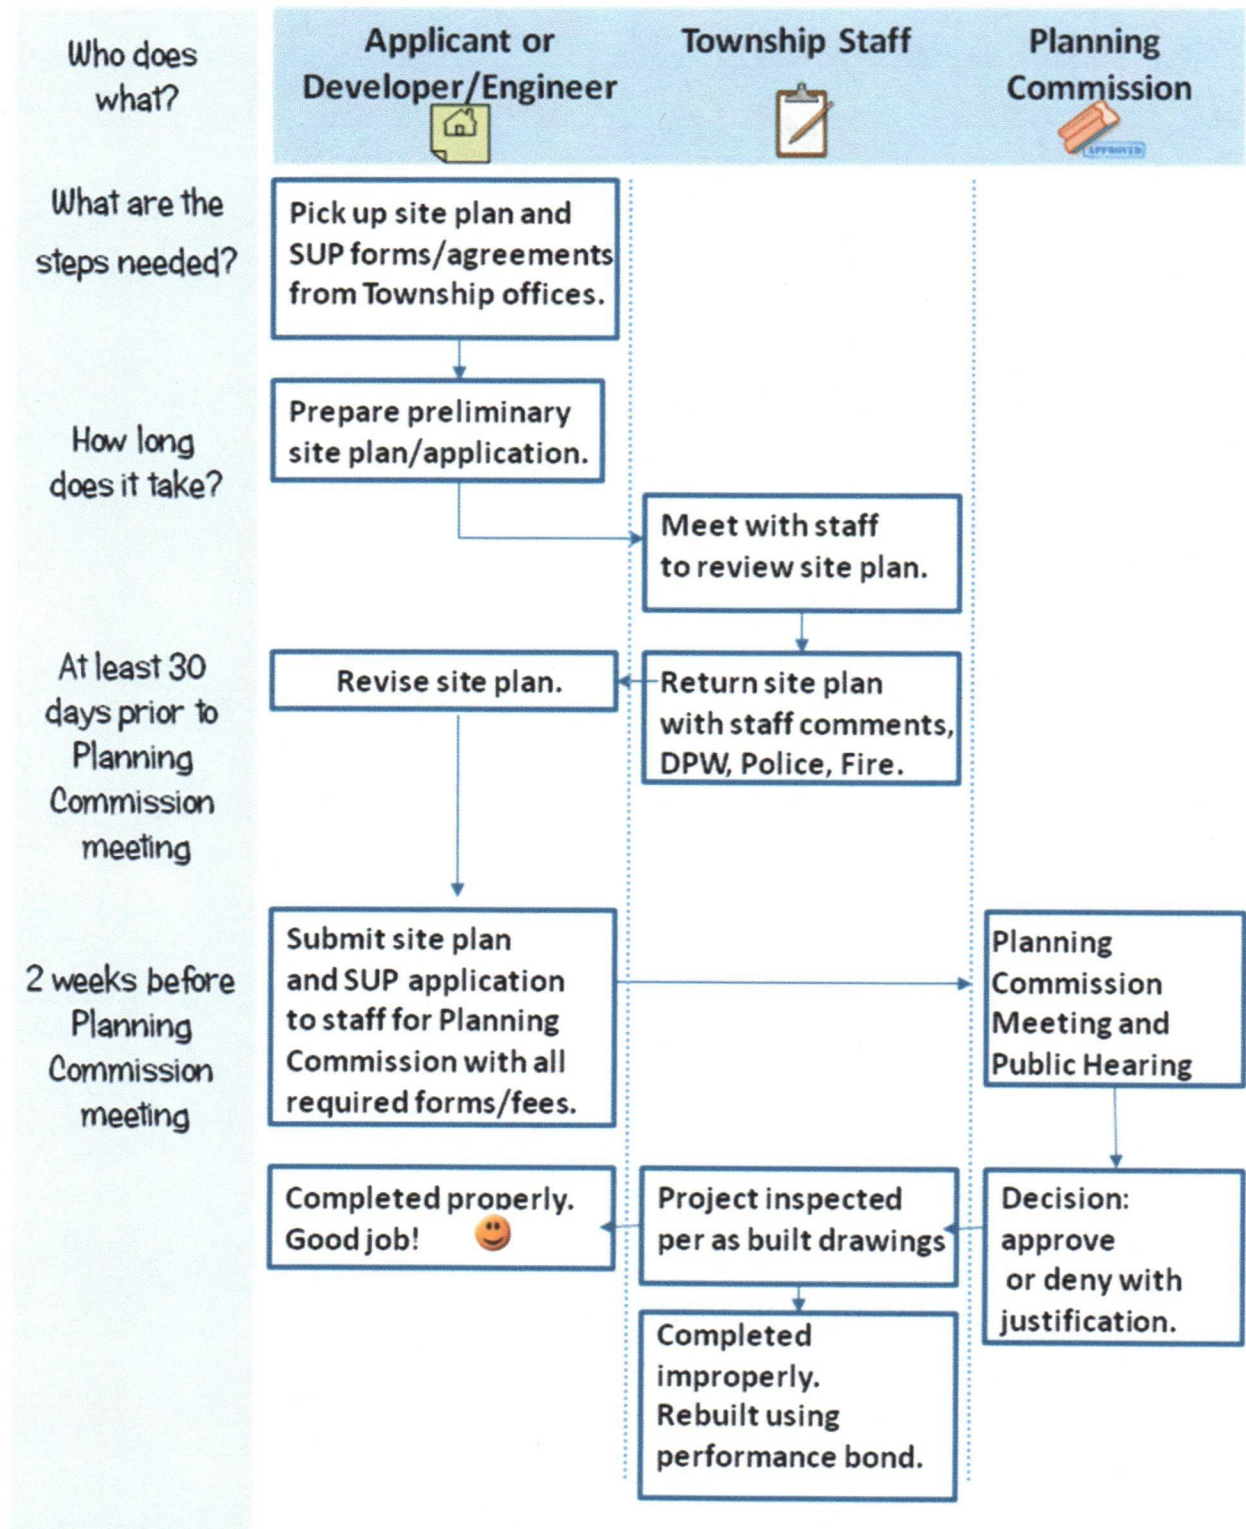 Who does
what?
Applicant or
Developer/Engineer
Township Staff
Planning
Commission
APPROVED
What are the
steps needed?
Pick up site plan and
SUP forms/agreements
from Township offices.
How long
does it take?
Prepare preliminary
site plan/application.
Meet with staff
to review site plan.
At least 30
days prior to
Planning
Commission
meeting
Revise site plan.
Return site plan
with staff comments,
DPW, Police, Fire.
2 weeks before
Planning
Commission
meeting
Submit site plan
and SUP application
to staff for Planning
Commission with all
required forms/fees.
Planning
Commission
Meeting and
Public Hearing
Completed properly.
Good job!
Project inspected
per as built drawings
Decision:
approve
or deny with
justification.
Completed
improperly.
Rebuilt using
performance bond.